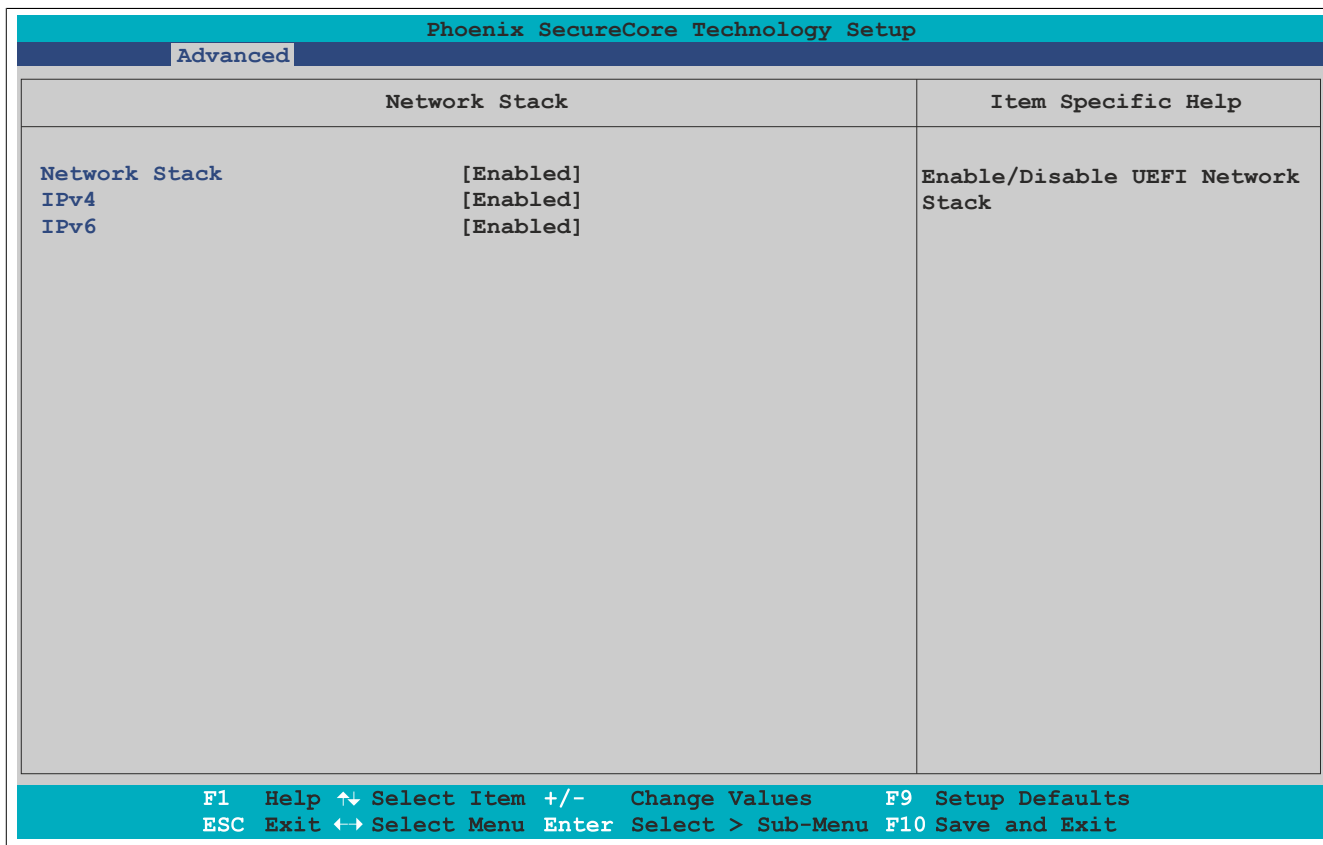 Phoenix SecureCore Technology Setup
Advanced
Network Stack
Item Specific Help
Network Stack [Enabled]
IPv4 [Enabled]
IPv6 [Enabled]
Enable/Disable UEFI Network
Stack
F1 Help ↑↓ Select Item +/- Change Values F9 Setup Defaults
ESC Exit ←→ Select Menu Enter Select > Sub-Menu F10 Save and Exit